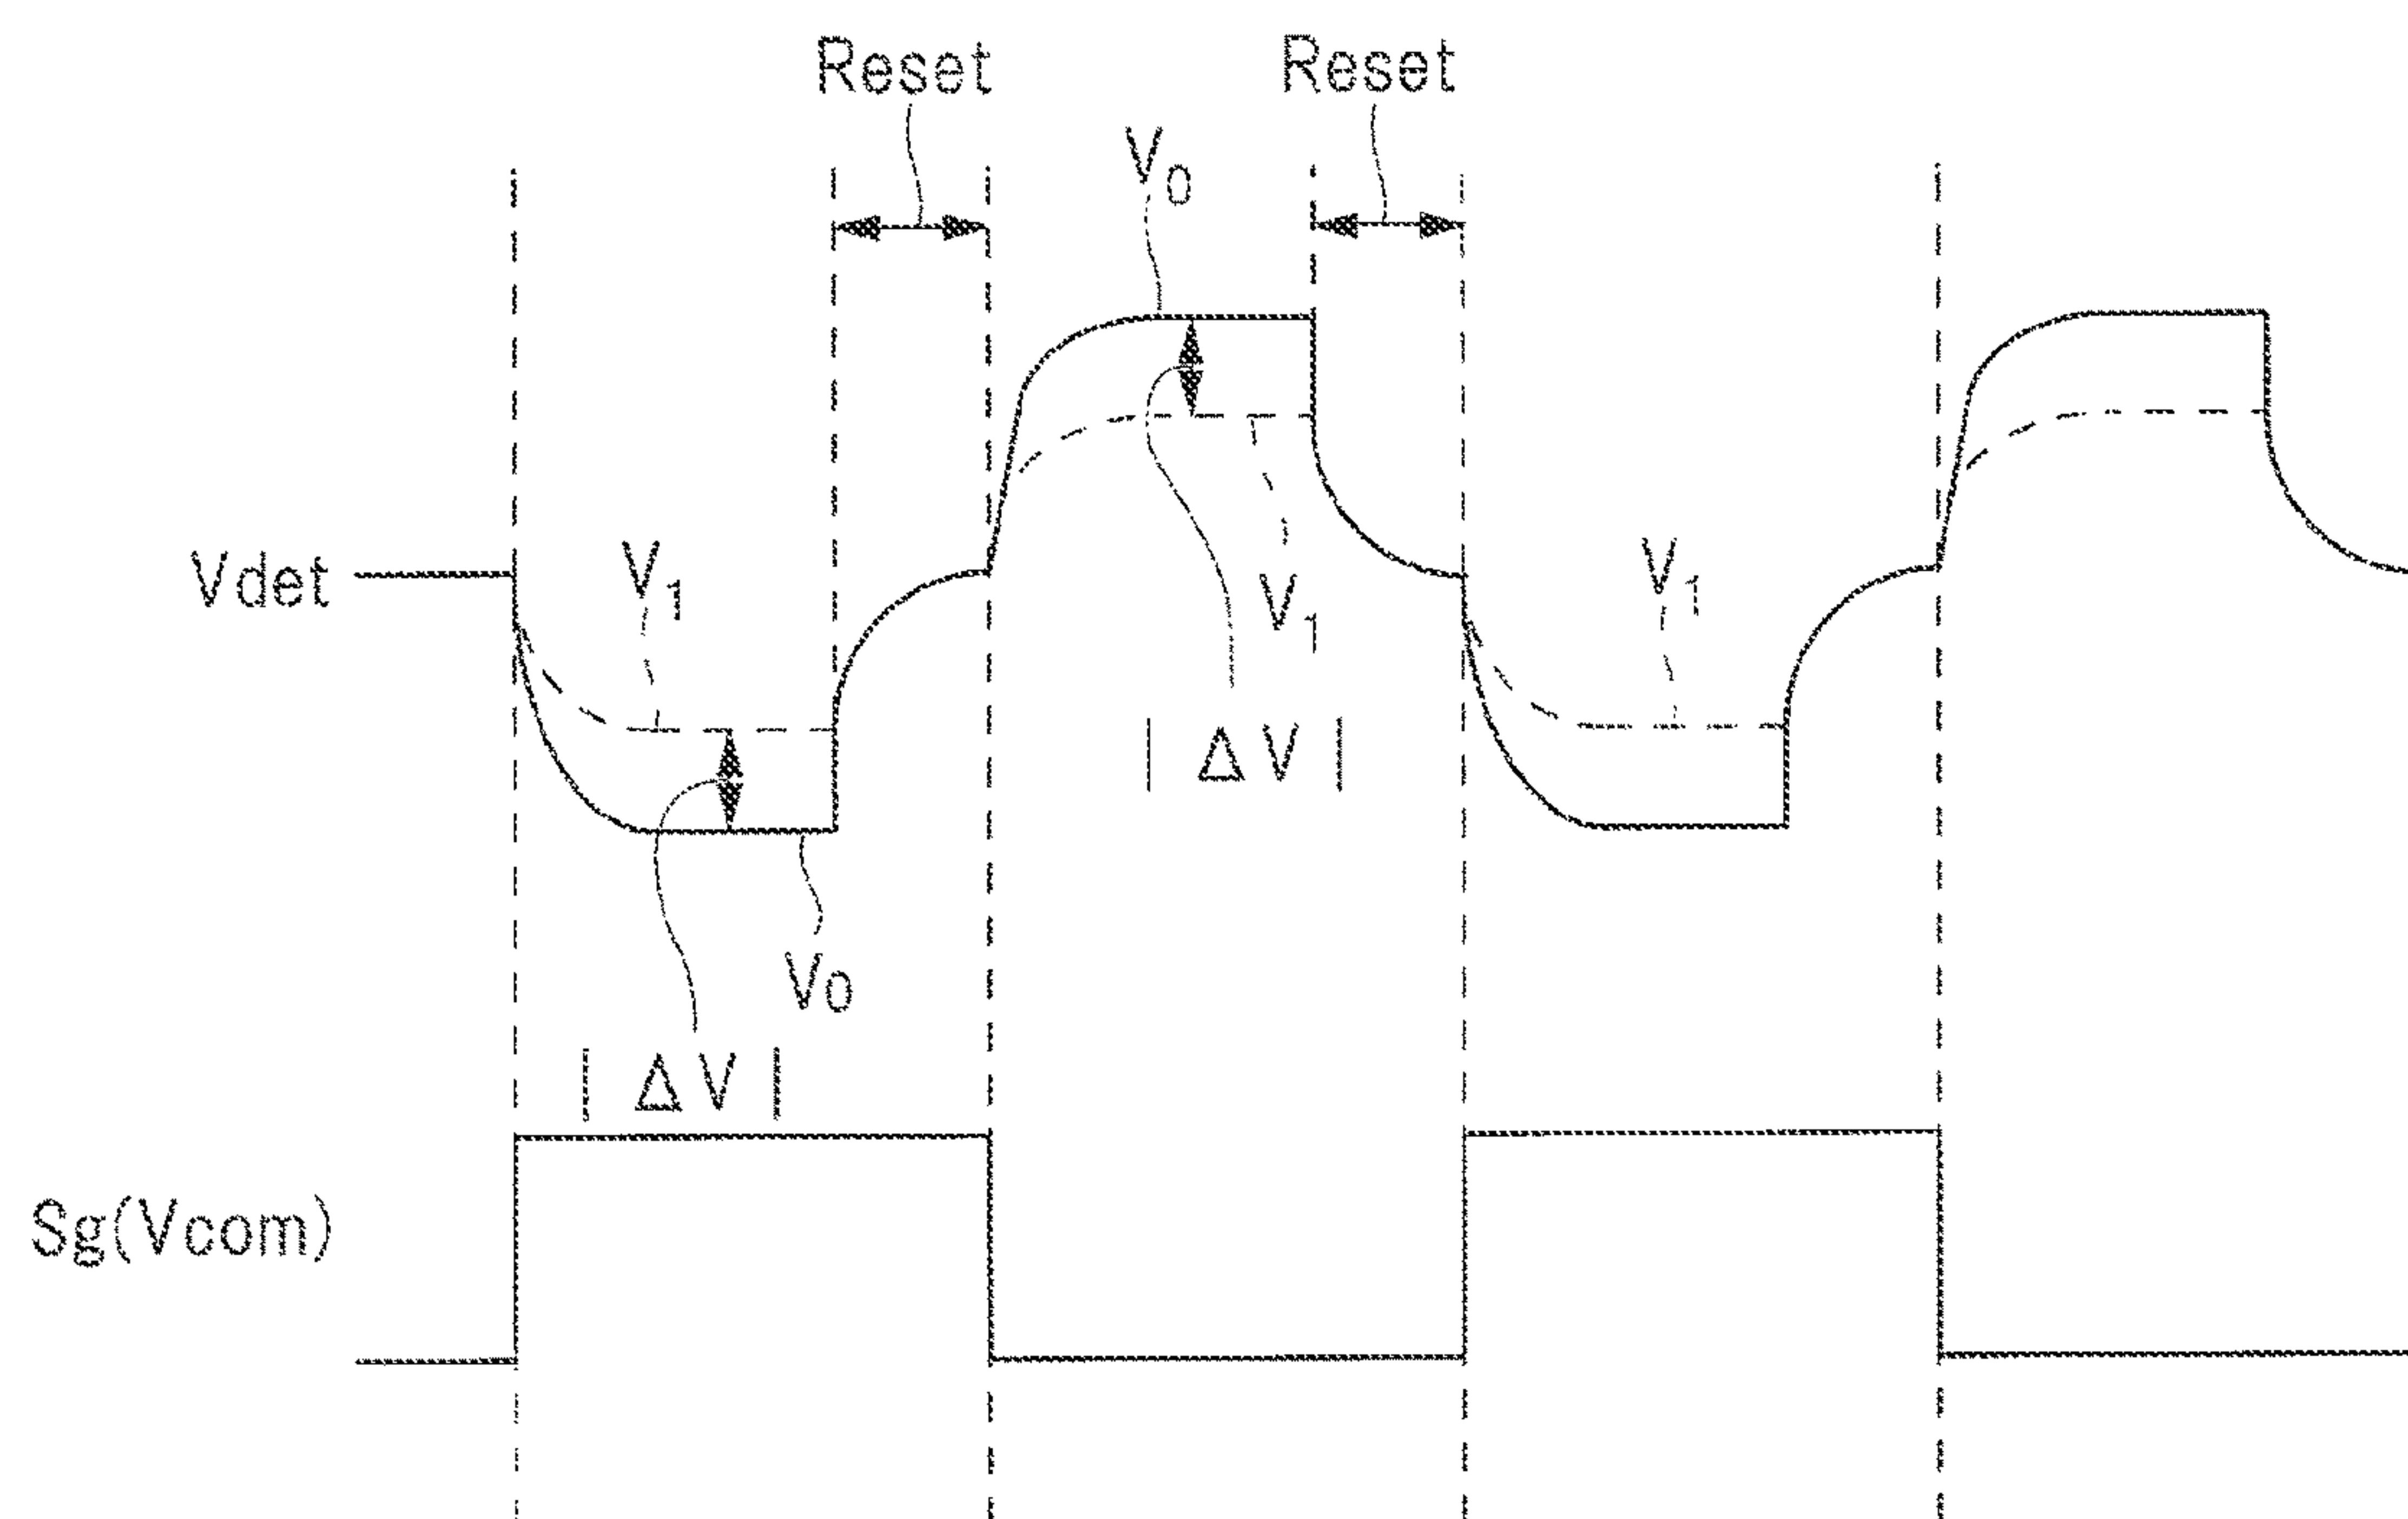 Reset
Reset
V0
Vdet
V1
V1
V1
|ΔV|
V0
|ΔV|
Sg(Vcom)